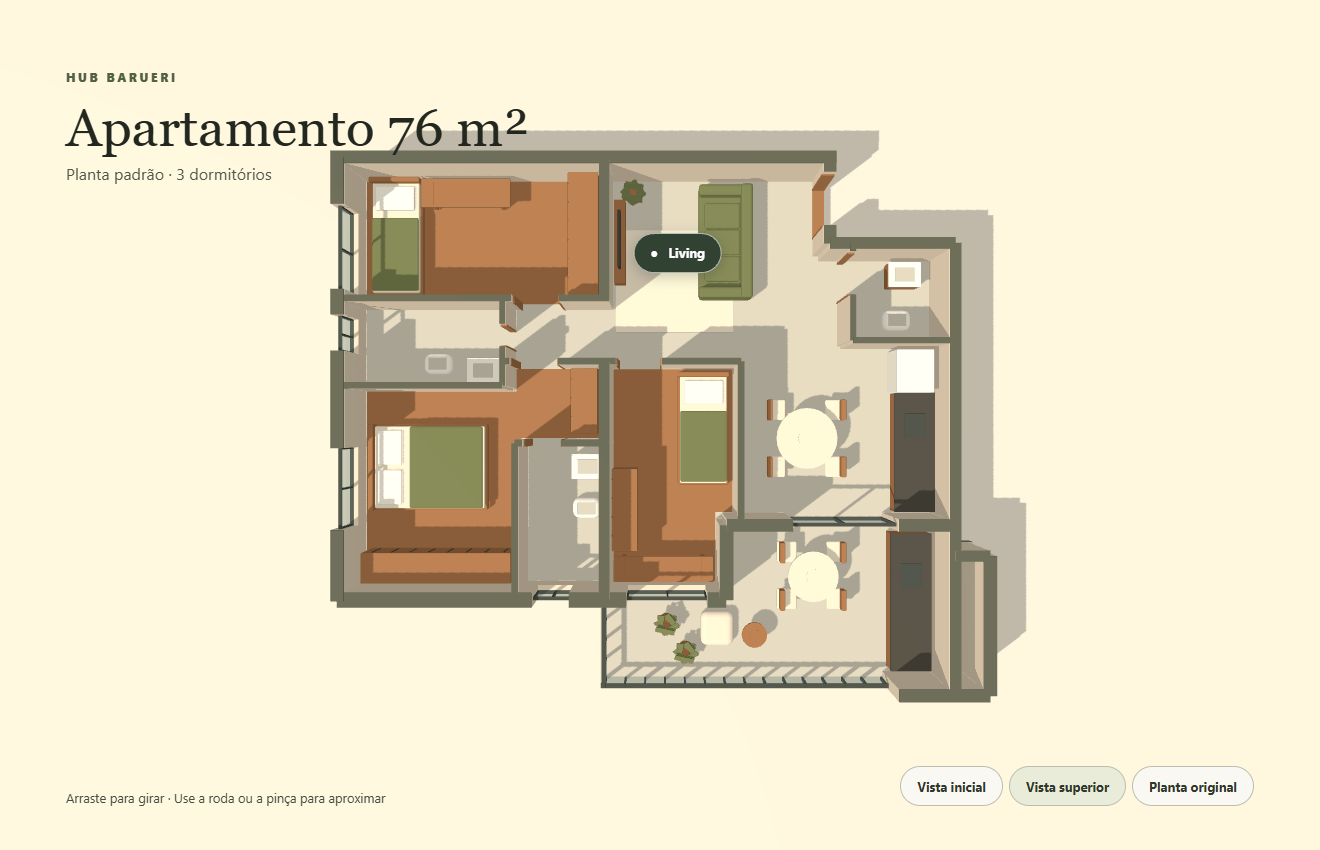 HUB BARUERI
Apartamento 76 m²
Planta padrão · 3 dormitórios
Living
Arraste para girar · Use a roda ou a pinça para aproximar
Vista inicial
Vista superior
Planta original